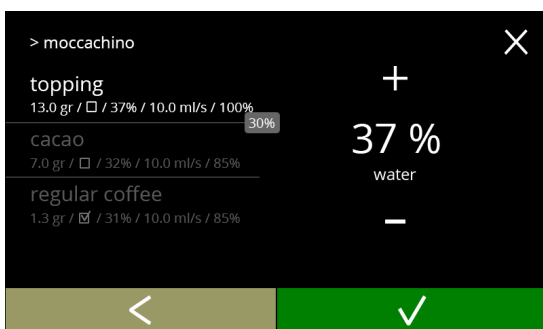 > moccachino
topping
13.0 gr / ☐ / 37% / 10.0 ml/s / 100%
30%
cacao
7.0 gr / ☐ / 32% / 10.0 ml/s / 85%
regular coffee
1.3 gr / ☑ / 31% / 10.0 ml/s / 85%
+
37 %
water
-
<